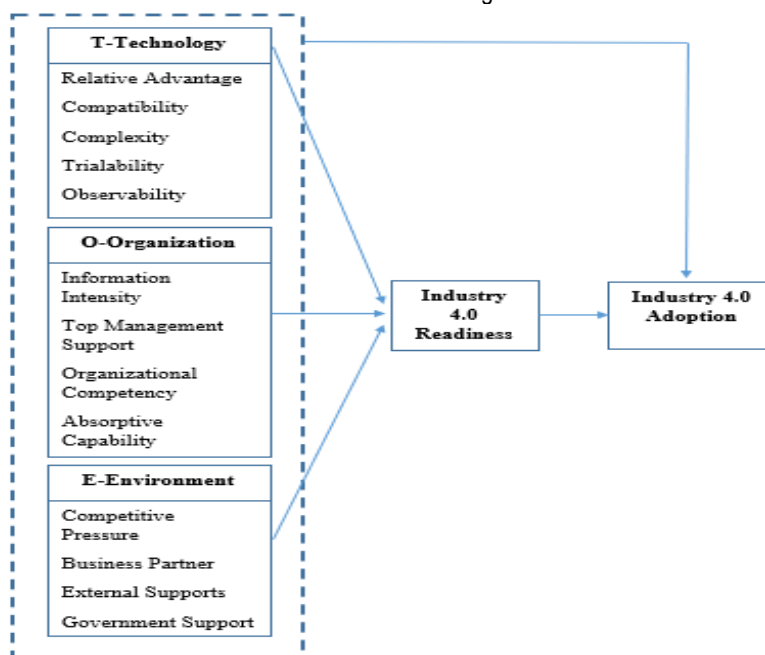 T-Technology
Relative Advantage
Compatibility
Complexity
Trialability
Observability
O-Organization
Information
Intensity
Top Management
Support
Organizational
Competency
Absorptive
Capability
E-Environment
Competitive
Pressure
Business Partner
External Supports
Government Support
Industry
4.0
Readiness
Industry 4.0
Adoption